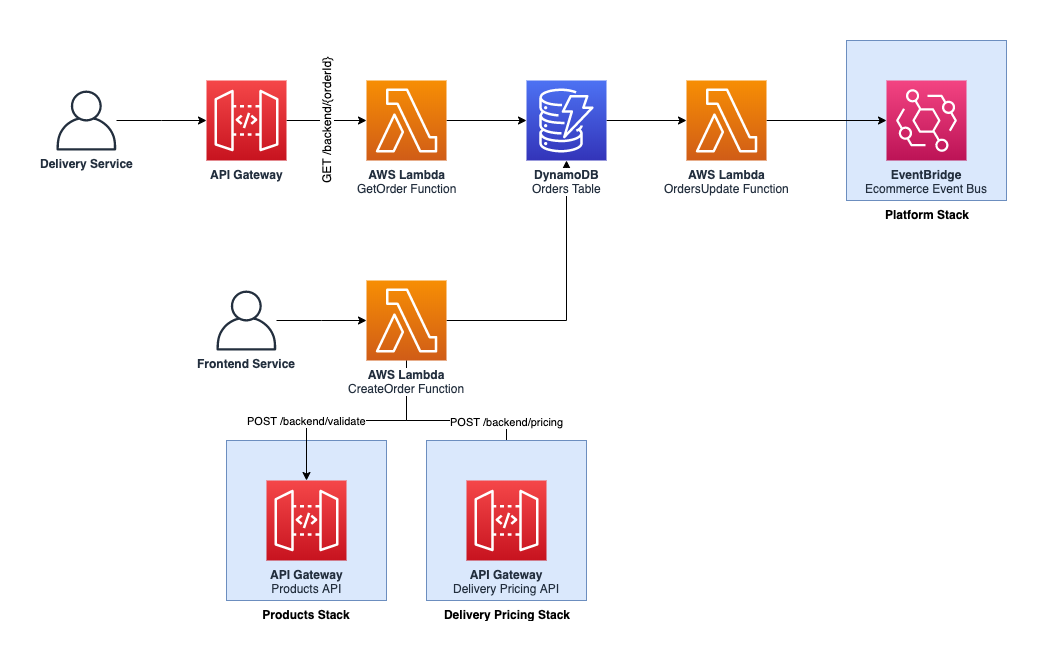 GET /backend/{orderId}
Delivery Service
API Gateway
AWS Lambda
GetOrder Function
DynamoDB
Orders Table
AWS Lambda
OrdersUpdate Function
EventBridge
Ecommerce Event Bus
Platform Stack
Frontend Service
AWS Lambda
CreateOrder Function
POST /backend/validate
POST /backend/pricing
API Gateway
Products API
Products Stack
API Gateway
Delivery Pricing API
Delivery Pricing Stack